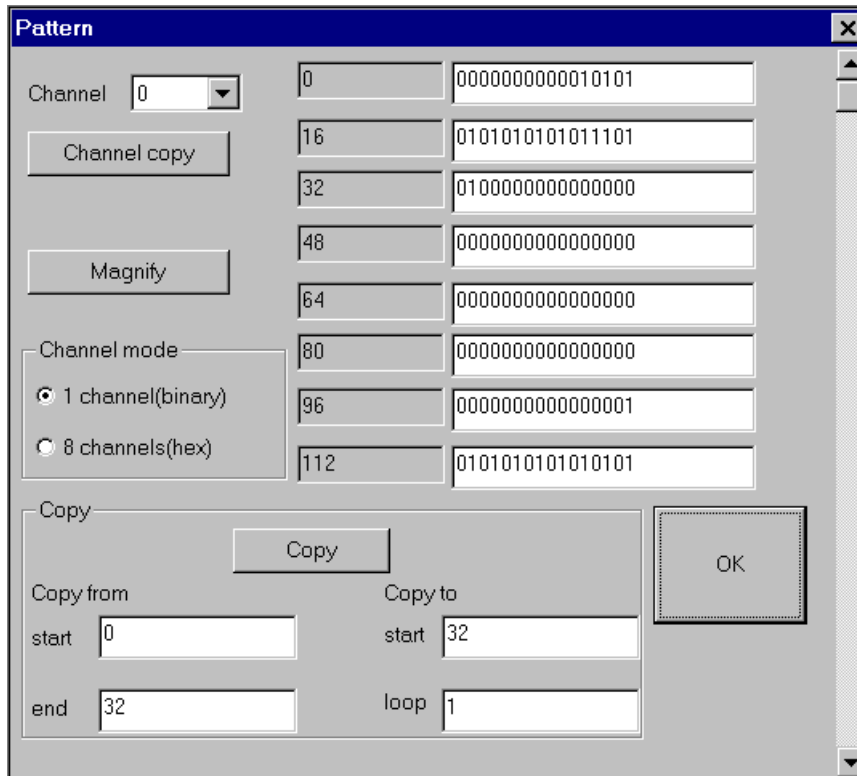 Pattern
Channel 0
Channel copy
Magnify
Channel mode
1 channel(binary)
8 channels(hex)
0 0000000000010101
16 0101010101011101
32 0100000000000000
48 0000000000000000
64 0000000000000000
80 0000000000000000
96 0000000000000001
112 0101010101010101
Copy
Copy
Copy from
start 0
end 32
Copy to
start 32
loop 1
OK